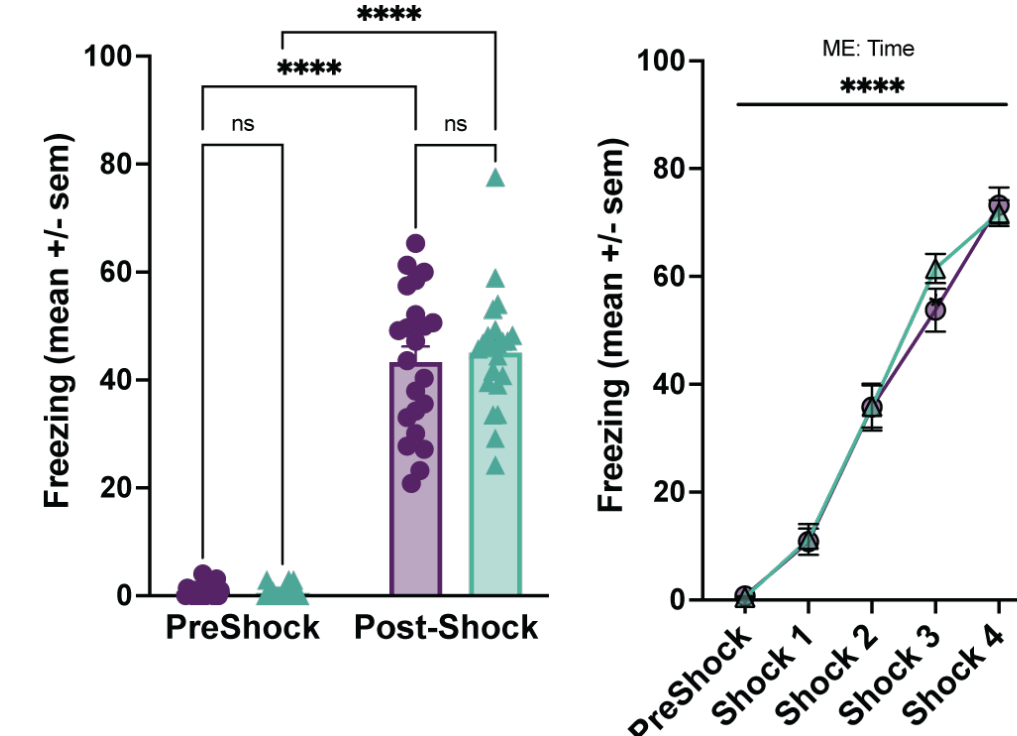 ****
****
ns
ns
100
80
60
40
20
0
Freezing (mean +/- sem)
PreShock
Post-Shock
ME: Time
****
100
80
60
40
20
0
Freezing (mean +/- sem)
PreShock
Shock 1
Shock 2
Shock 3
Shock 4